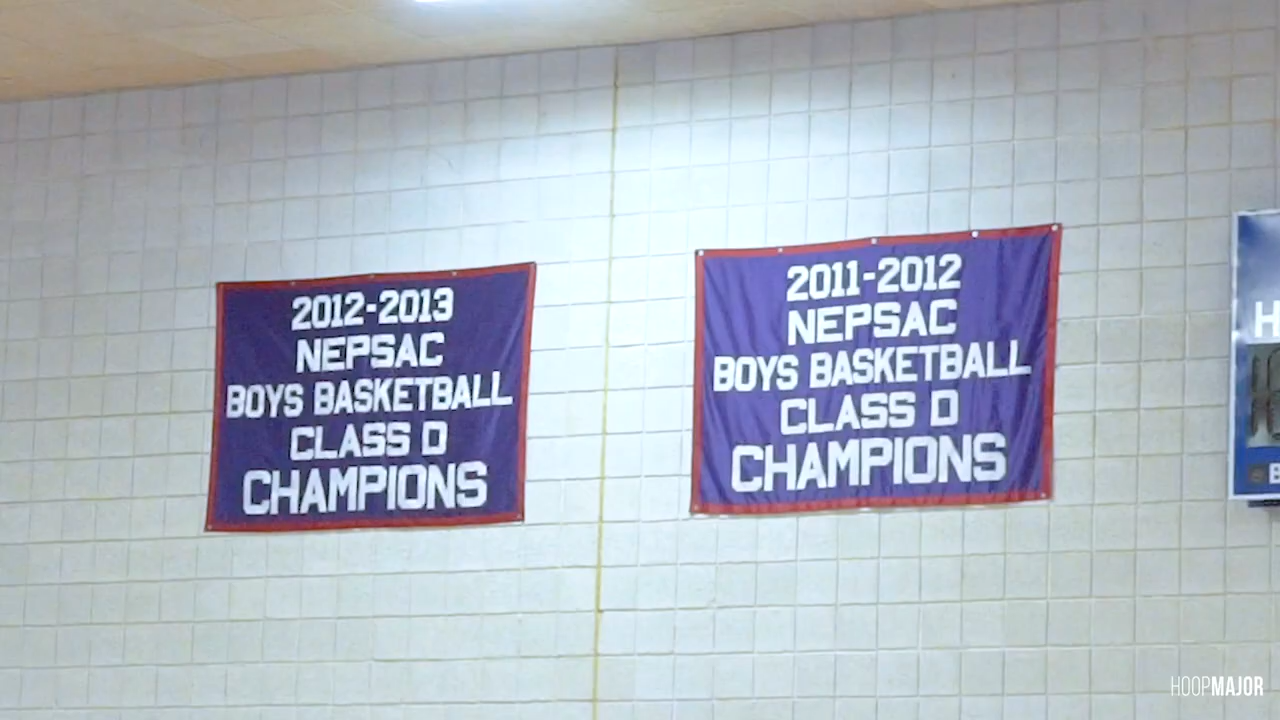 2012-2013
NEPSAC
BOYS BASKETBALL
CLASS D
CHAMPIONS
2011-2012
NEPSAC
BOYS BASKETBALL
CLASS D
CHAMPIONS
HOOPMAJOR